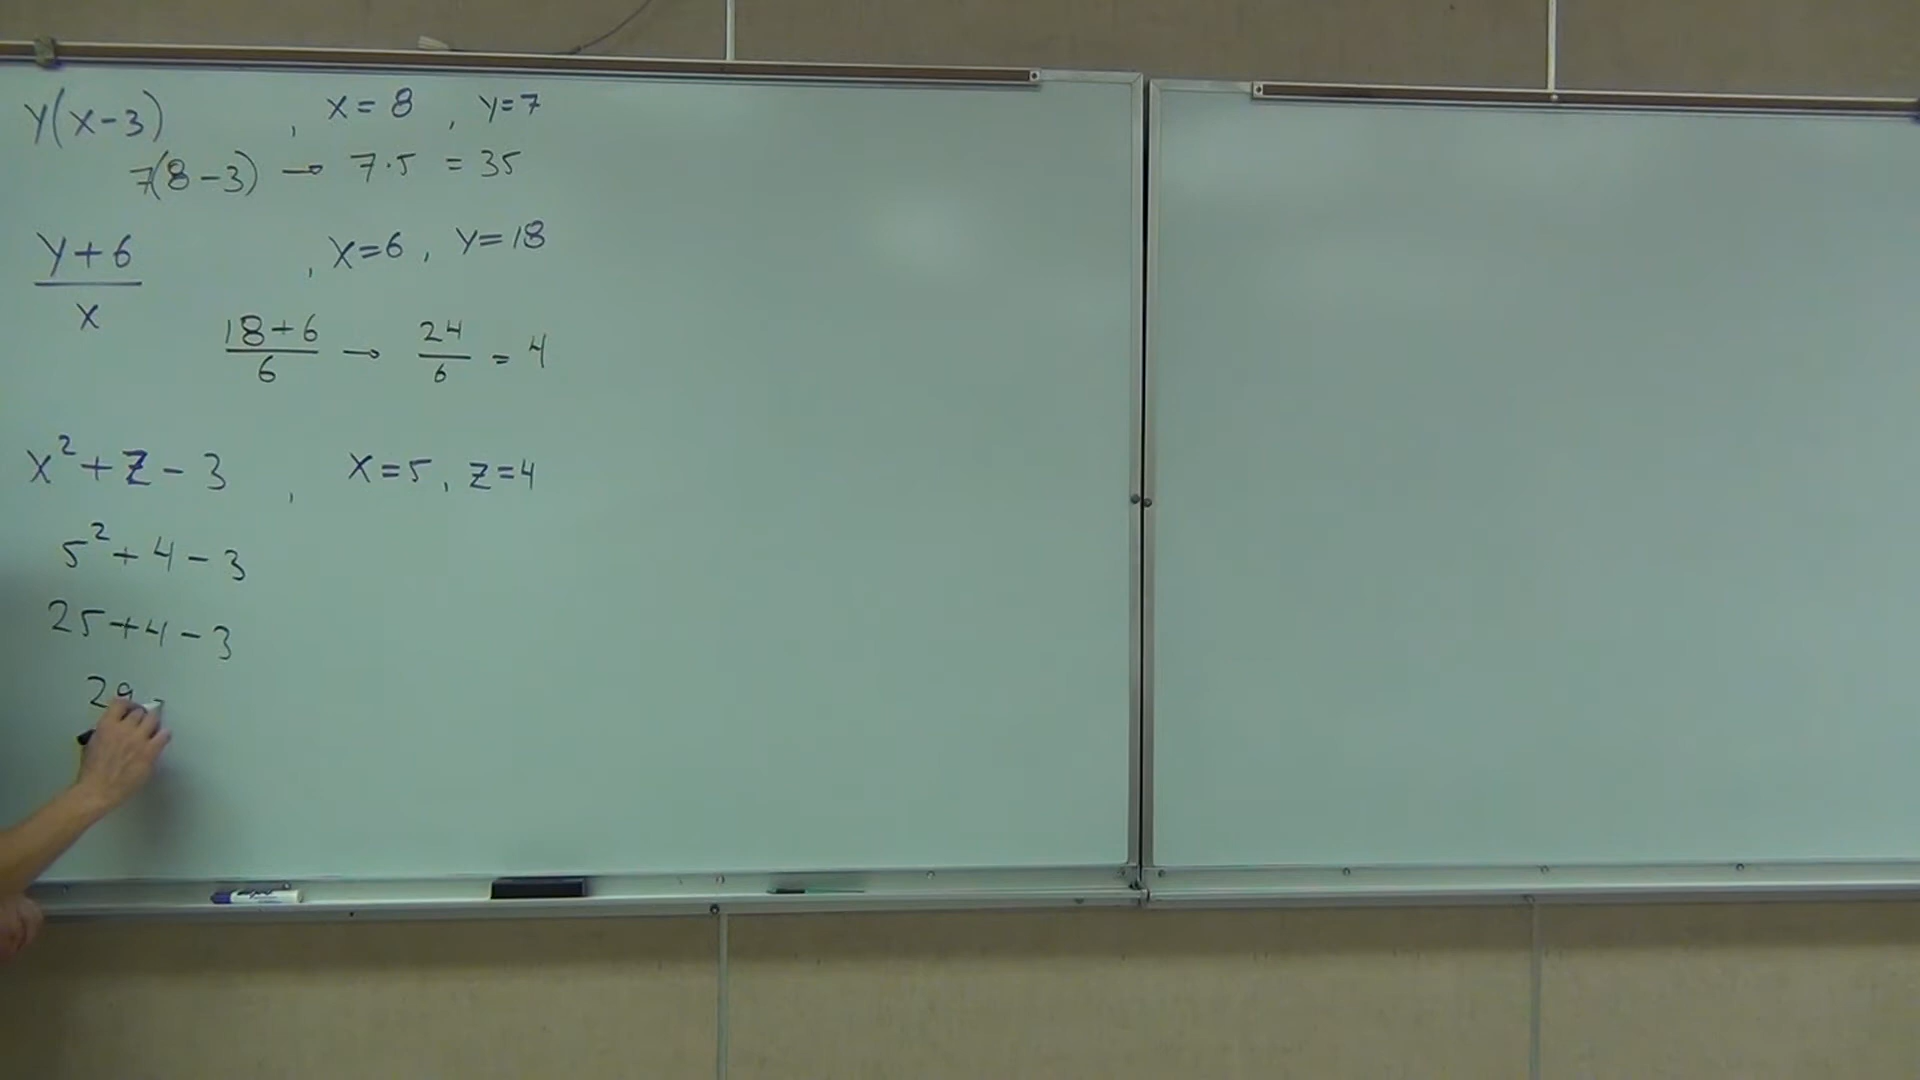 y(x-3) , x=8 , y=7
7(8-3) → 7·5 = 35
y+6 , x=6, y=18
x
18+6 → 24 = 4
6 6
x²+z-3 , x=5, z=4
5²+4-3
25+4-3
29